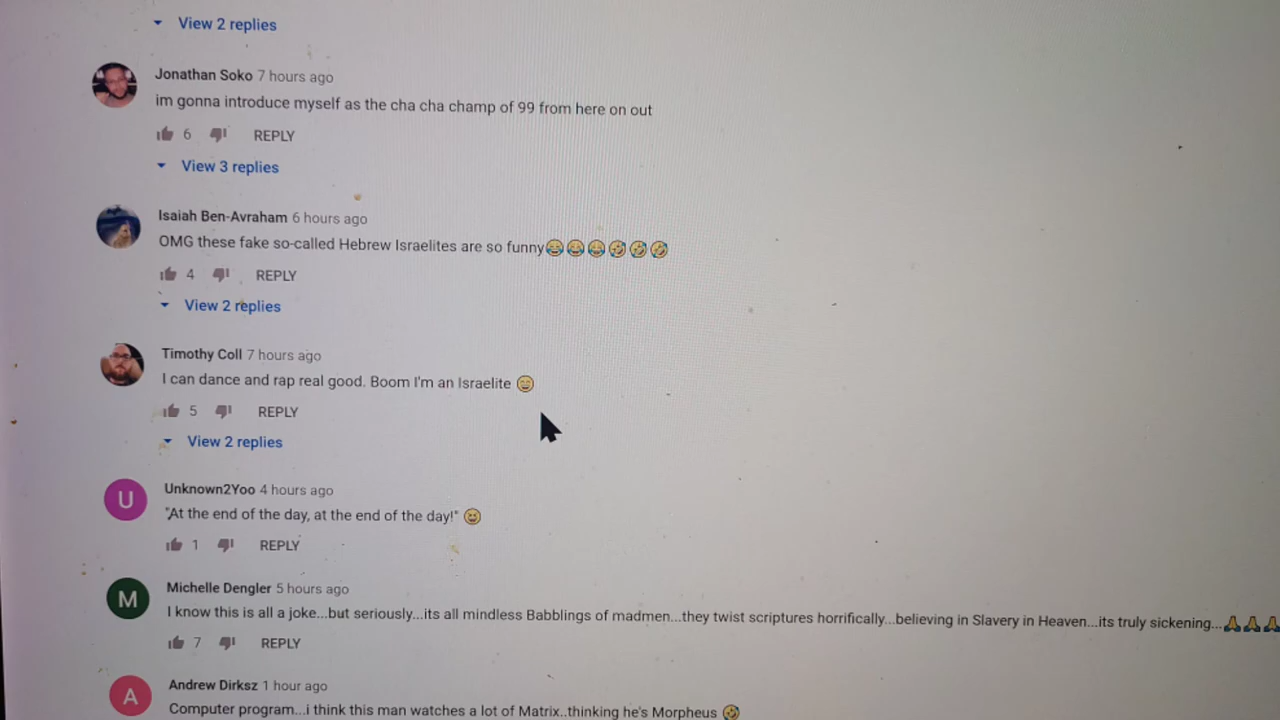 View 2 replies
Jonathan Soko 7 hours ago
im gonna introduce myself as the cha cha champ of 99 from here on out
6 REPLY
View 3 replies
Isaiah Ben-Avraham 6 hours ago
OMG these fake so-called Hebrew Israelites are so funny😂😂😂🤣🤣🤣
4 REPLY
View 2 replies
Timothy Coll 7 hours ago
I can dance and rap real good. Boom I'm an Israelite 😄
5 REPLY
View 2 replies
U
Unknown2Yoo 4 hours ago
"At the end of the day, at the end of the day!" 😆
1 REPLY
M
Michelle Dengler 5 hours ago
I know this is all a joke...but seriously...its all mindless Babblings of madmen...they twist scriptures horrifically...believing in Slavery in Heaven...its truly sickening...🙏🙏🙏
7 REPLY
A
Andrew Dirksz 1 hour ago
Computer program...i think this man watches a lot of Matrix..thinking he's Morpheus 🤣